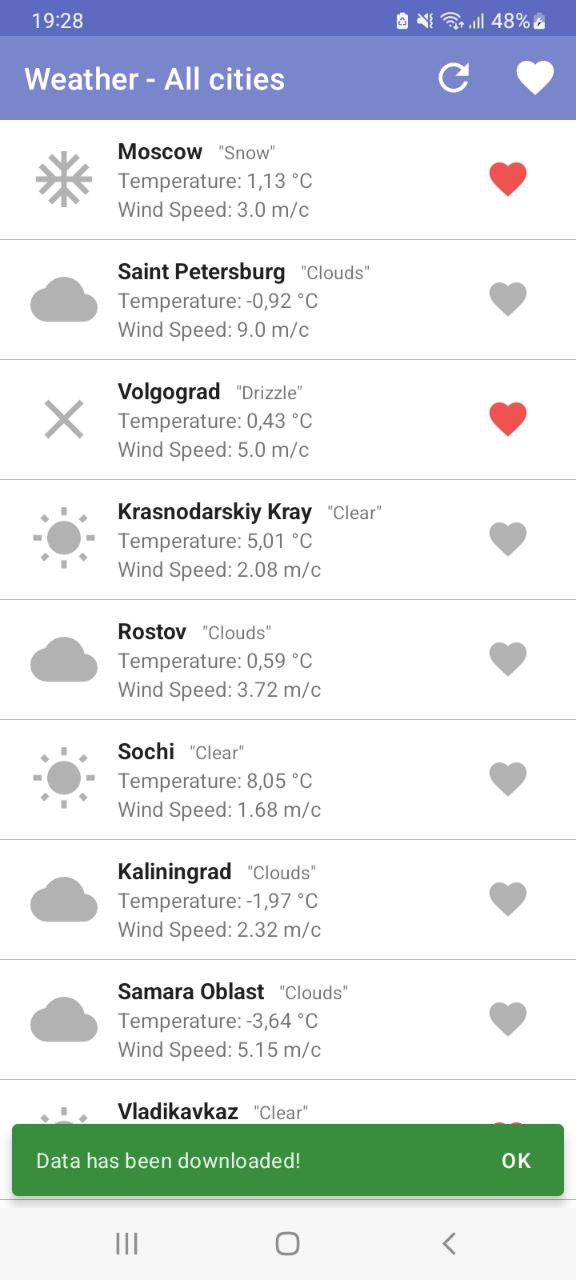 19:28 48%
Weather - All cities
Moscow "Snow"
Temperature: 1,13 °C
Wind Speed: 3.0 m/c
Saint Petersburg "Clouds"
Temperature: -0,92 °C
Wind Speed: 9.0 m/c
Volgograd "Drizzle"
Temperature: 0,43 °C
Wind Speed: 5.0 m/c
Krasnodarskiy Kray "Clear"
Temperature: 5,01 °C
Wind Speed: 2.08 m/c
Rostov "Clouds"
Temperature: 0,59 °C
Wind Speed: 3.72 m/c
Sochi "Clear"
Temperature: 8,05 °C
Wind Speed: 1.68 m/c
Kaliningrad "Clouds"
Temperature: -1,97 °C
Wind Speed: 2.32 m/c
Samara Oblast "Clouds"
Temperature: -3,64 °C
Wind Speed: 5.15 m/c
Vladikavkaz "Clear"
Data has been downloaded! OK